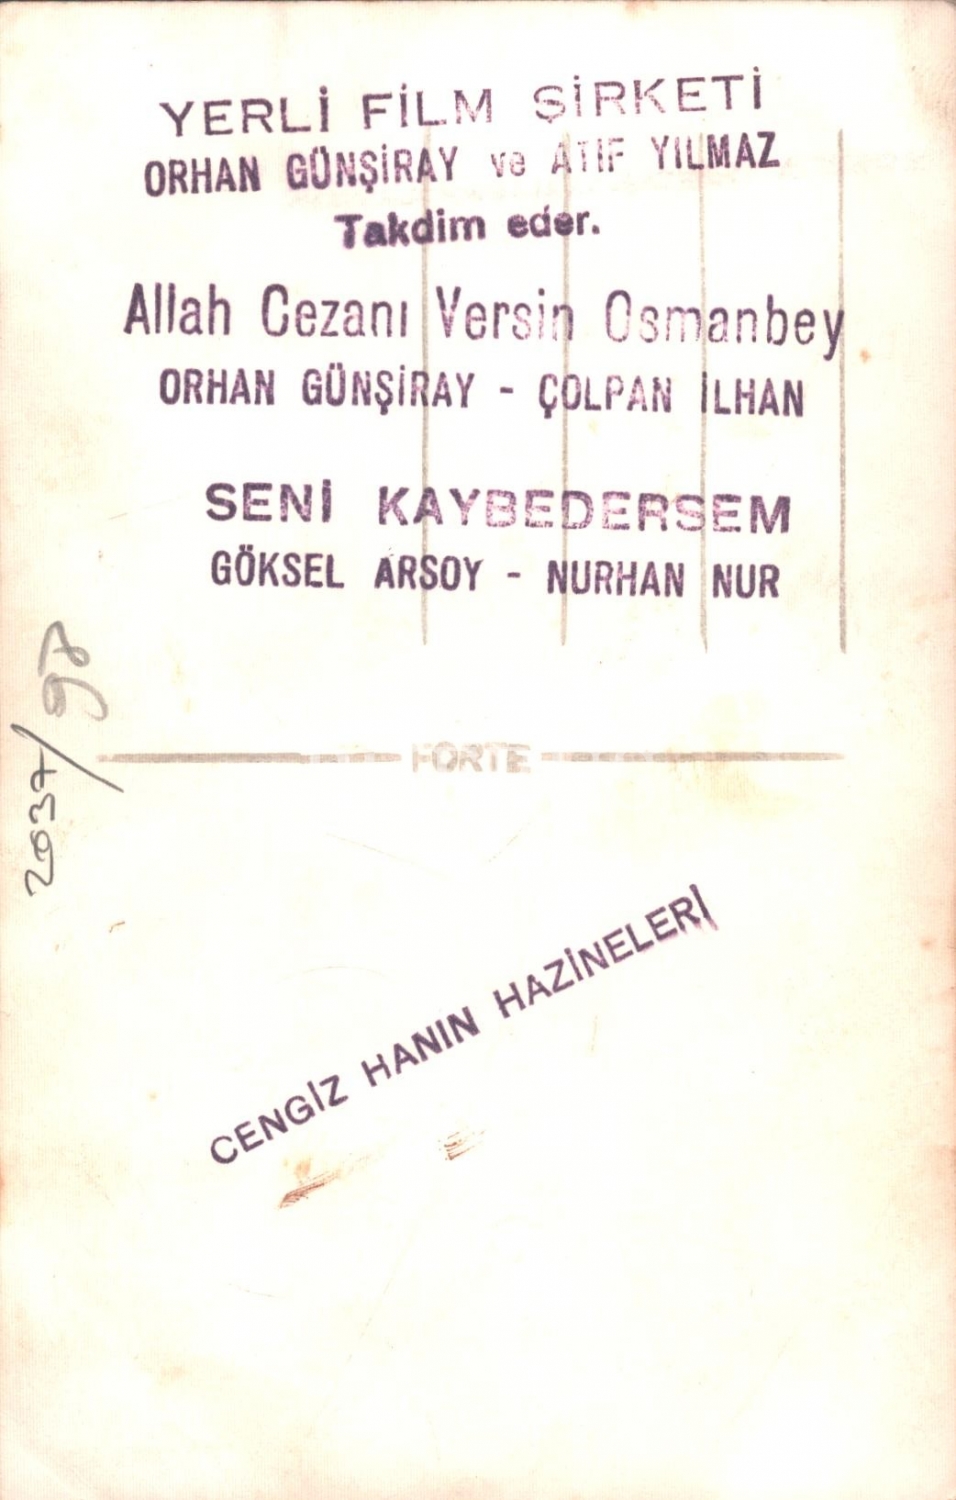 YERLİ FİLM ŞİRKETİ
ORHAN GÜNŞİRAY ve ATIF YILMAZ
Takdim eder.
Allah Cezanı Versin Osmanbey
ORHAN GÜNŞİRAY - ÇOLPAN İLHAN
SENİ KAYBEDERSEM
GÖKSEL ARSOY - NURHAN NUR
2037/97
FORTE
CENGİZ HANIN HAZİNELERİ